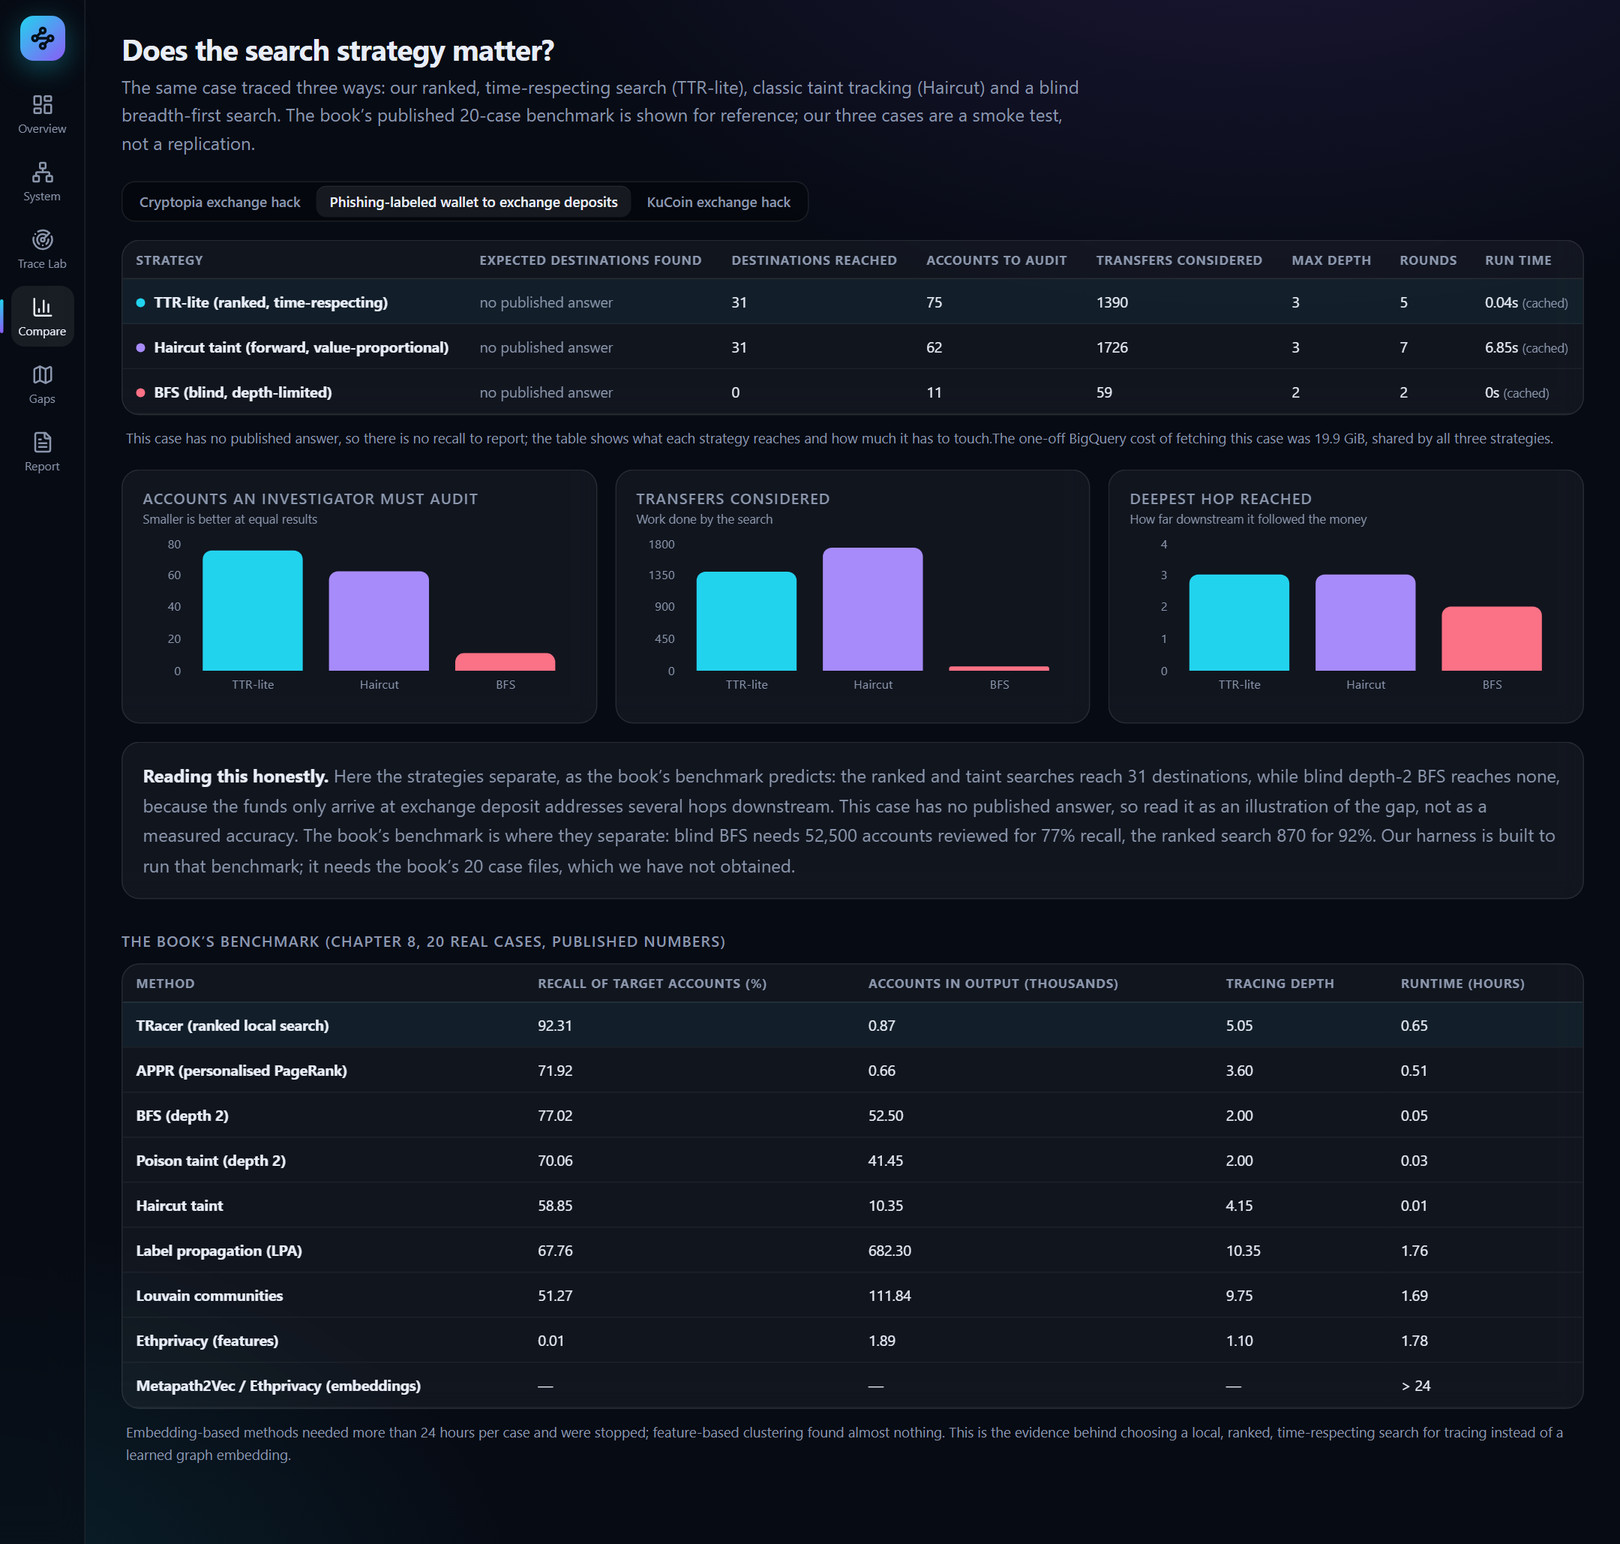 Overview
System
Trace Lab
Compare
Gaps
Report
Does the search strategy matter?
The same case traced three ways: our ranked, time-respecting search (TTR-lite), classic taint tracking (Haircut) and a blind
breadth-first search. The book’s published 20-case benchmark is shown for reference; our three cases are a smoke test,
not a replication.
Cryptopia exchange hack Phishing-labeled wallet to exchange deposits KuCoin exchange hack
STRATEGY EXPECTED DESTINATIONS FOUND DESTINATIONS REACHED ACCOUNTS TO AUDIT TRANSFERS CONSIDERED MAX DEPTH ROUNDS RUN TIME
TTR-lite (ranked, time-respecting) no published answer 31 75 1390 3 5 0.04s (cached)
Haircut taint (forward, value-proportional) no published answer 31 62 1726 3 7 6.85s (cached)
BFS (blind, depth-limited) no published answer 0 11 59 2 2 0s (cached)
This case has no published answer, so there is no recall to report; the table shows what each strategy reaches and how much it has to touch.The one-off BigQuery cost of fetching this case was 19.9 GiB, shared by all three strategies.
ACCOUNTS AN INVESTIGATOR MUST AUDIT
Smaller is better at equal results
80
60
40
20
0
TTR-lite Haircut BFS
TRANSFERS CONSIDERED
Work done by the search
1800
1350
900
450
0
TTR-lite Haircut BFS
DEEPEST HOP REACHED
How far downstream it followed the money
4
3
2
1
0
TTR-lite Haircut BFS
Reading this honestly. Here the strategies separate, as the book’s benchmark predicts: the ranked and taint searches reach 31 destinations, while blind depth-2 BFS reaches none,
because the funds only arrive at exchange deposit addresses several hops downstream. This case has no published answer, so read it as an illustration of the gap, not as a
measured accuracy. The book’s benchmark is where they separate: blind BFS needs 52,500 accounts reviewed for 77% recall, the ranked search 870 for 92%. Our harness is built to
run that benchmark; it needs the book’s 20 case files, which we have not obtained.
THE BOOK’S BENCHMARK (CHAPTER 8, 20 REAL CASES, PUBLISHED NUMBERS)
METHOD RECALL OF TARGET ACCOUNTS (%) ACCOUNTS IN OUTPUT (THOUSANDS) TRACING DEPTH RUNTIME (HOURS)
TRacer (ranked local search) 92.31 0.87 5.05 0.65
APPR (personalised PageRank) 71.92 0.66 3.60 0.51
BFS (depth 2) 77.02 52.50 2.00 0.05
Poison taint (depth 2) 70.06 41.45 2.00 0.03
Haircut taint 58.85 10.35 4.15 0.01
Label propagation (LPA) 67.76 682.30 10.35 1.76
Louvain communities 51.27 111.84 9.75 1.69
Ethprivacy (features) 0.01 1.89 1.10 1.78
Metapath2Vec / Ethprivacy (embeddings) — — — > 24
Embedding-based methods needed more than 24 hours per case and were stopped; feature-based clustering found almost nothing. This is the evidence behind choosing a local, ranked, time-respecting search for tracing instead of a
learned graph embedding.